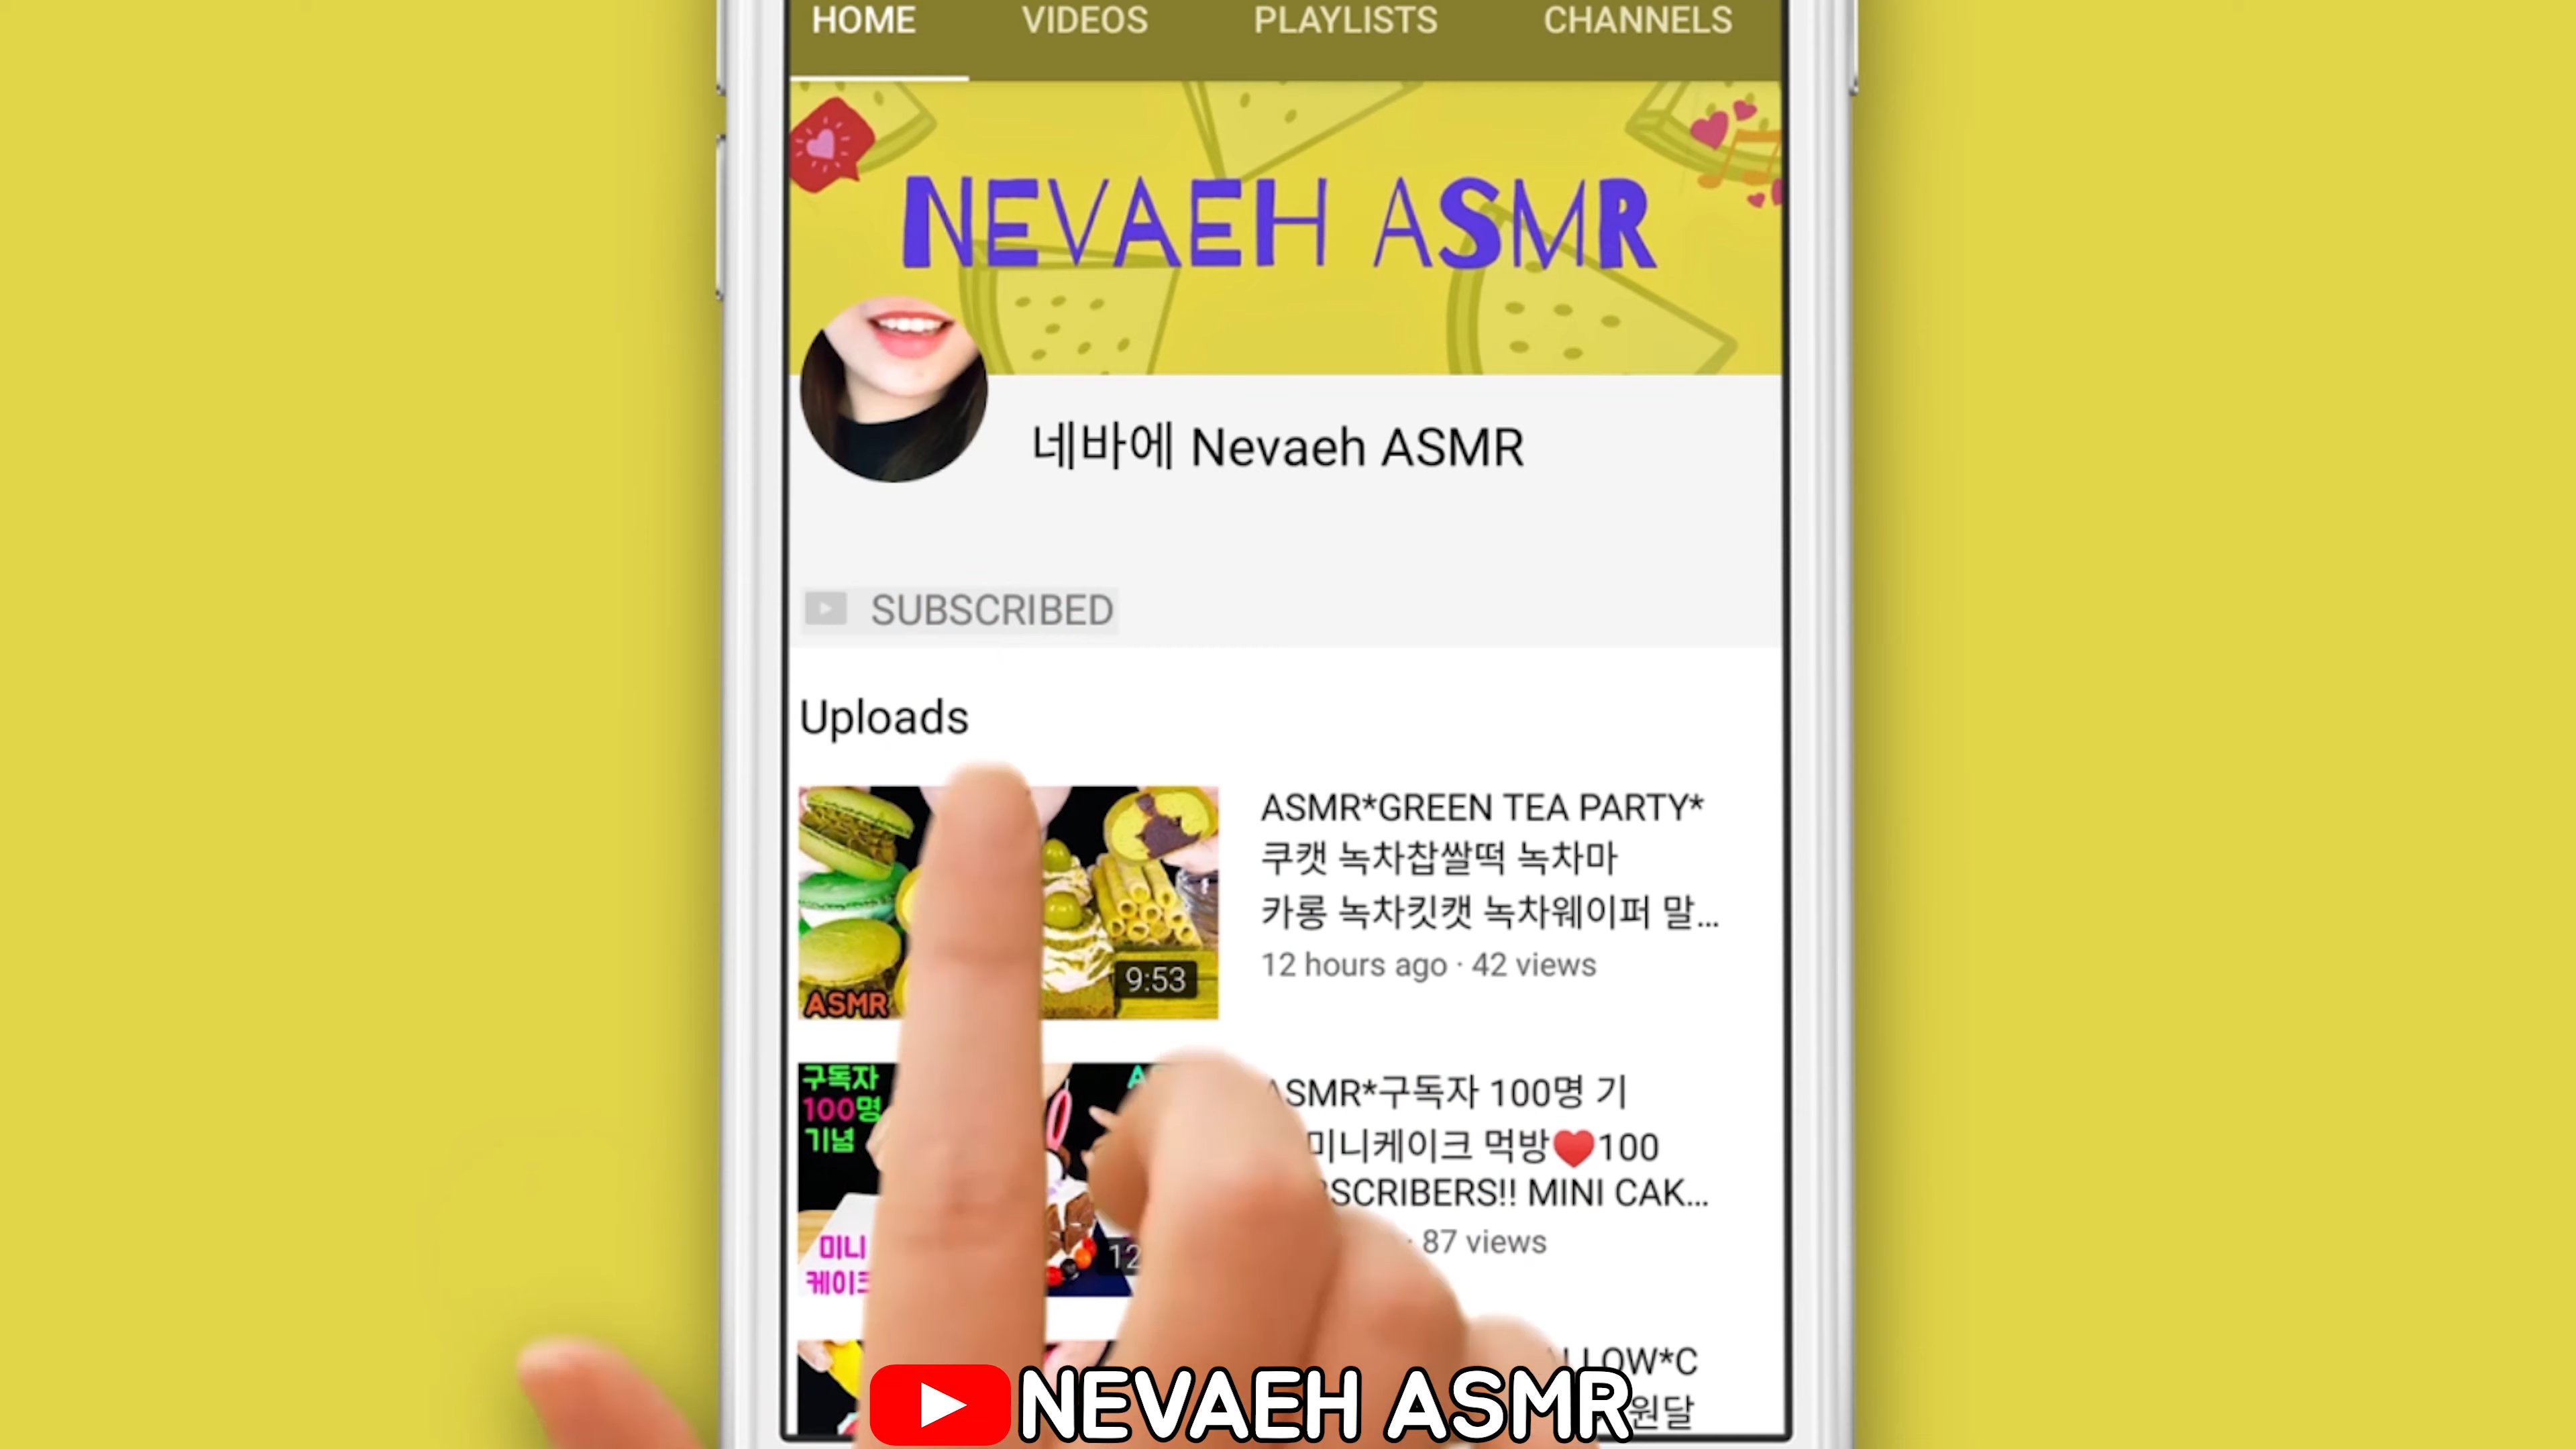 HOME VIDEOS PLAYLISTS CHANNELS
NEVAEH ASMR
네바에 Nevaeh ASMR
SUBSCRIBED
Uploads
ASMR*GREEN TEA PARTY*
쿠캣 녹차찹쌀떡 녹차마
카롱 녹차킷캣 녹차웨이퍼 말...
12 hours ago · 42 views
9:53
ASMR
구독자
100명
기념
미니
ASMR*구독자 100명 기
미니케이크 먹방❤️100
MINI CAK...
87 views
NEVAEH ASMR